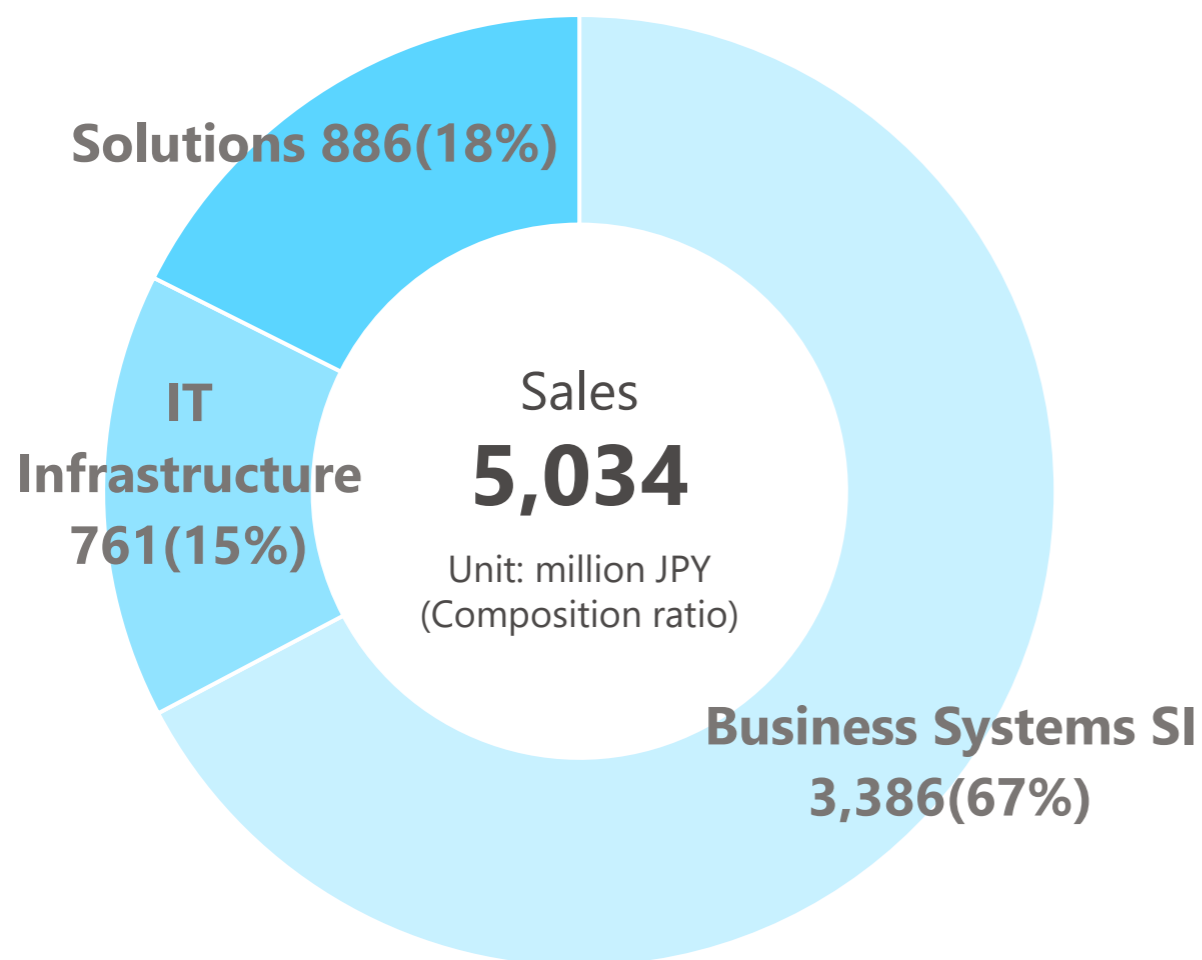 Solutions 886(18%)
IT
Infrastructure
761(15%)
Sales
5,034
Unit: million JPY
(Composition ratio)
Business Systems SI
3,386(67%)